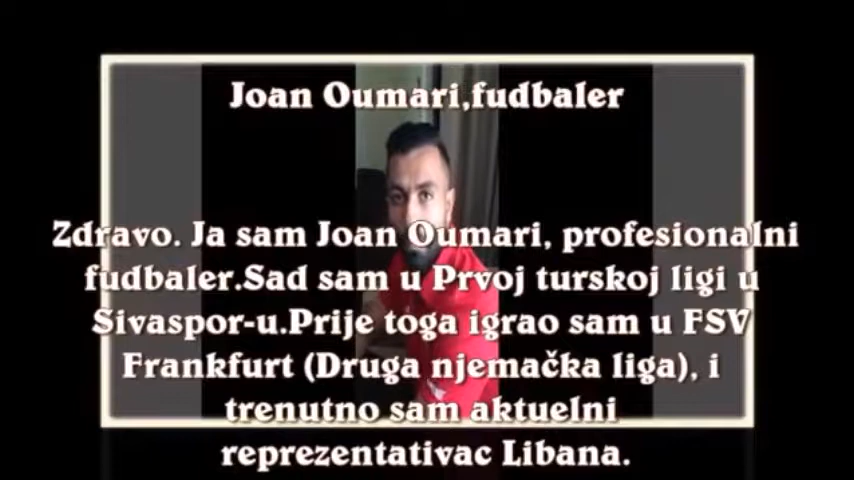 Joan Oumari,fudbaler
Zdravo. Ja sam Joan Oumari, profesionalni
fudbaler.Sad sam u Prvoj turskoj ligi u
Sivaspor-u.Prije toga igrao sam u FSV
Frankfurt (Druga njemačka liga), i
trenutno sam aktuelni
reprezentativac Libana.